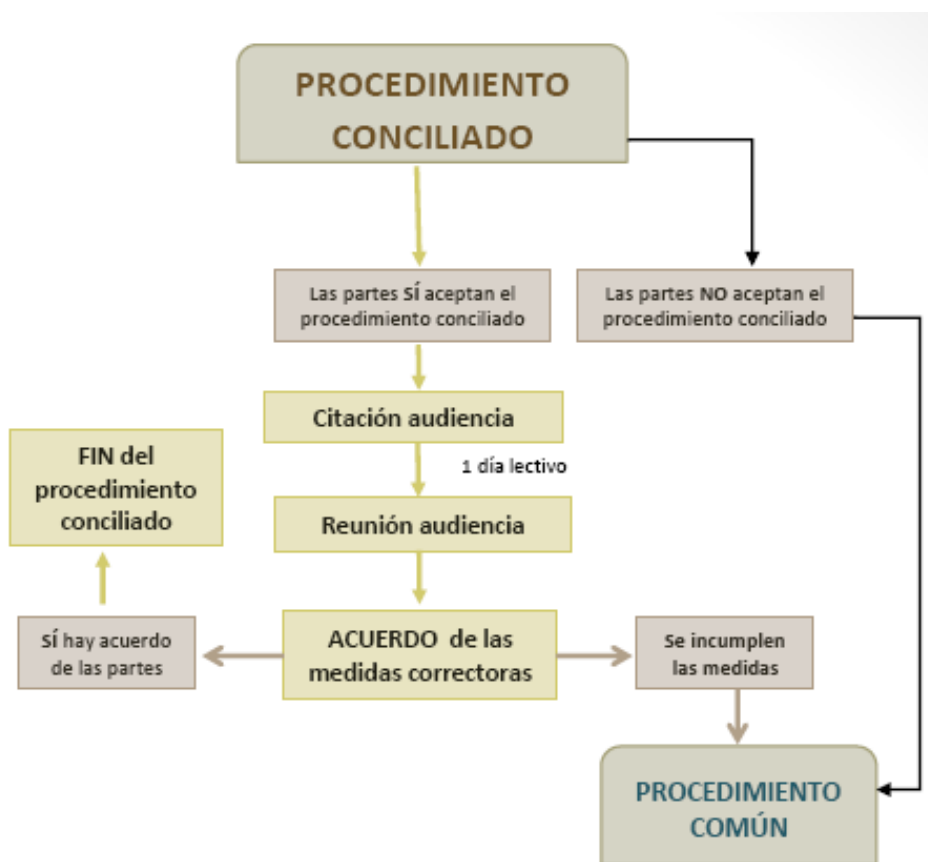 PROCEDIMIENTO
CONCILIADO
Las partes SÍ aceptan el
procedimiento conciliado
Las partes NO aceptan el
procedimiento conciliado
Citación audiencia
1 día lectivo
FIN del
procedimiento
conciliado
Reunión audiencia
SÍ hay acuerdo
de las partes
ACUERDO de las
medidas correctoras
Se incumplen
las medidas
PROCEDIMIENTO
COMÚN